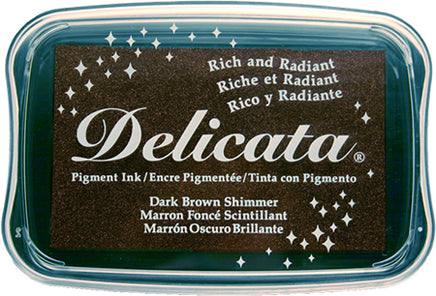 Rich and Radiant
Riche et Radiant
Rico y Radiante
Delicata®
Pigment Ink/Encre Pigmentée/Tinta con Pigmento
Dark Brown Shimmer
Marron Foncé Scintillant
Marrón Oscuro Brillante